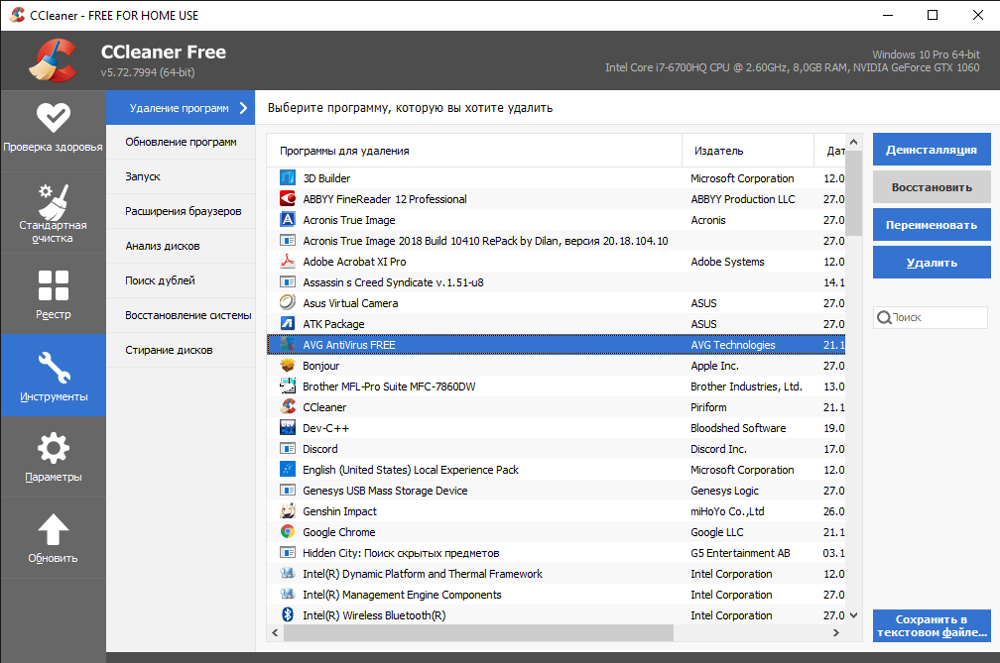 CCleaner - FREE FOR HOME USE
CCleaner Free
v5.72.7994 (64-bit)
Windows 10 Pro 64-bit
Intel Core i7-6700HQ CPU @ 2.60GHz, 8,0GB RAM, NVIDIA GeForce GTX 1060
Проверка здоровья
Стандартная
очистка
Реестр
Инструменты
Параметры
Обновить
Удаление программ
Обновление программ
Запуск
Расширения браузеров
Анализ дисков
Поиск дублей
Восстановление системы
Стирание дисков
Выберите программу, которую вы хотите удалить
Программы для удаления Издатель Дат
3D Builder Microsoft Corporation 12.0
ABBYY FineReader 12 Professional ABBYY Production LLC 27.0
Acronis True Image Acronis 27.0
Acronis True Image 2018 Build 10410 RePack by Dilan, версия 20.18.104.10 27.0
Adobe Acrobat XI Pro Adobe Systems 12.0
Assassin s Creed Syndicate v.1.51-u8 14.1
Asus Virtual Camera ASUS 27.0
ATK Package ASUS 27.0
AVG AntiVirus FREE AVG Technologies 21.1
Bonjour Apple Inc. 27.0
Brother MFL-Pro Suite MFC-7860DW Brother Industries, Ltd. 13.0
CCleaner Piriform 21.1
Dev-C++ Bloodshed Software 19.0
Discord Discord Inc. 17.0
English (United States) Local Experience Pack Microsoft Corporation 12.0
Genesys USB Mass Storage Device Genesys Logic 27.0
Genshin Impact miHoYo Co.,Ltd 26.0
Google Chrome Google LLC 21.1
Hidden City: Поиск скрытых предметов G5 Entertainment AB 03.1
Intel(R) Dynamic Platform and Thermal Framework Intel Corporation 12.0
Intel(R) Management Engine Components Intel Corporation 27.0
Intel(R) Wireless Bluetooth(R) Intel Corporation 27.0
Деинсталляция
Восстановить
Переименовать
Удалить
Поиск
Сохранить в
текстовом файле...